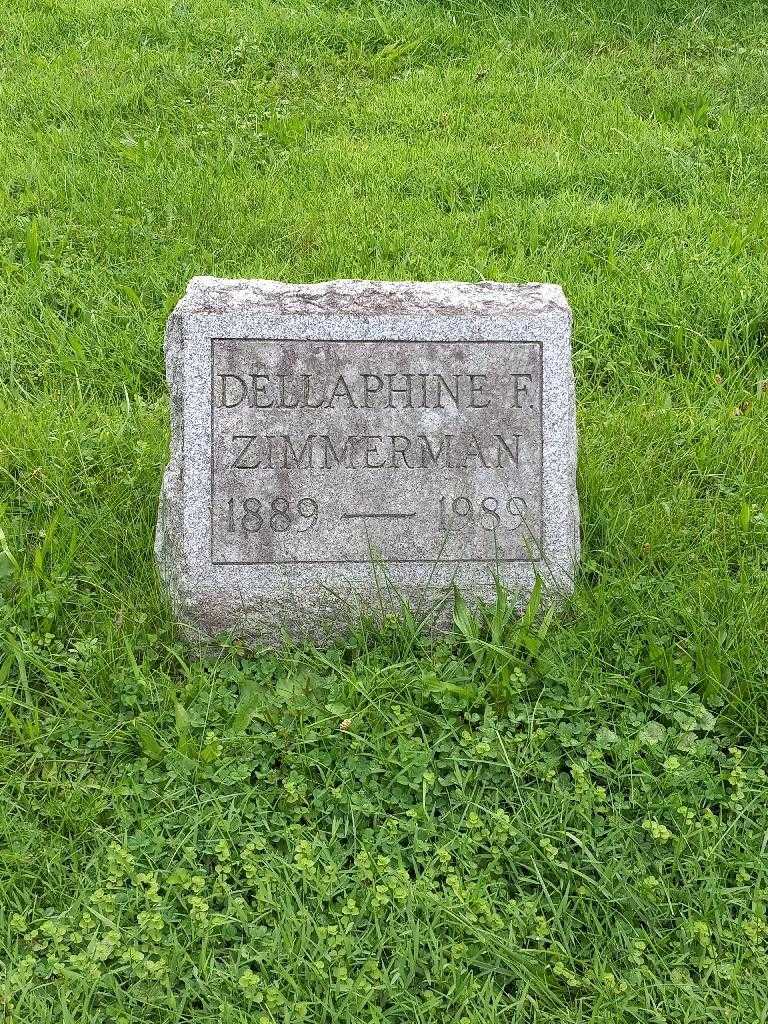 DELLAPHINE F.
ZIMMERMAN
1889 — 1989